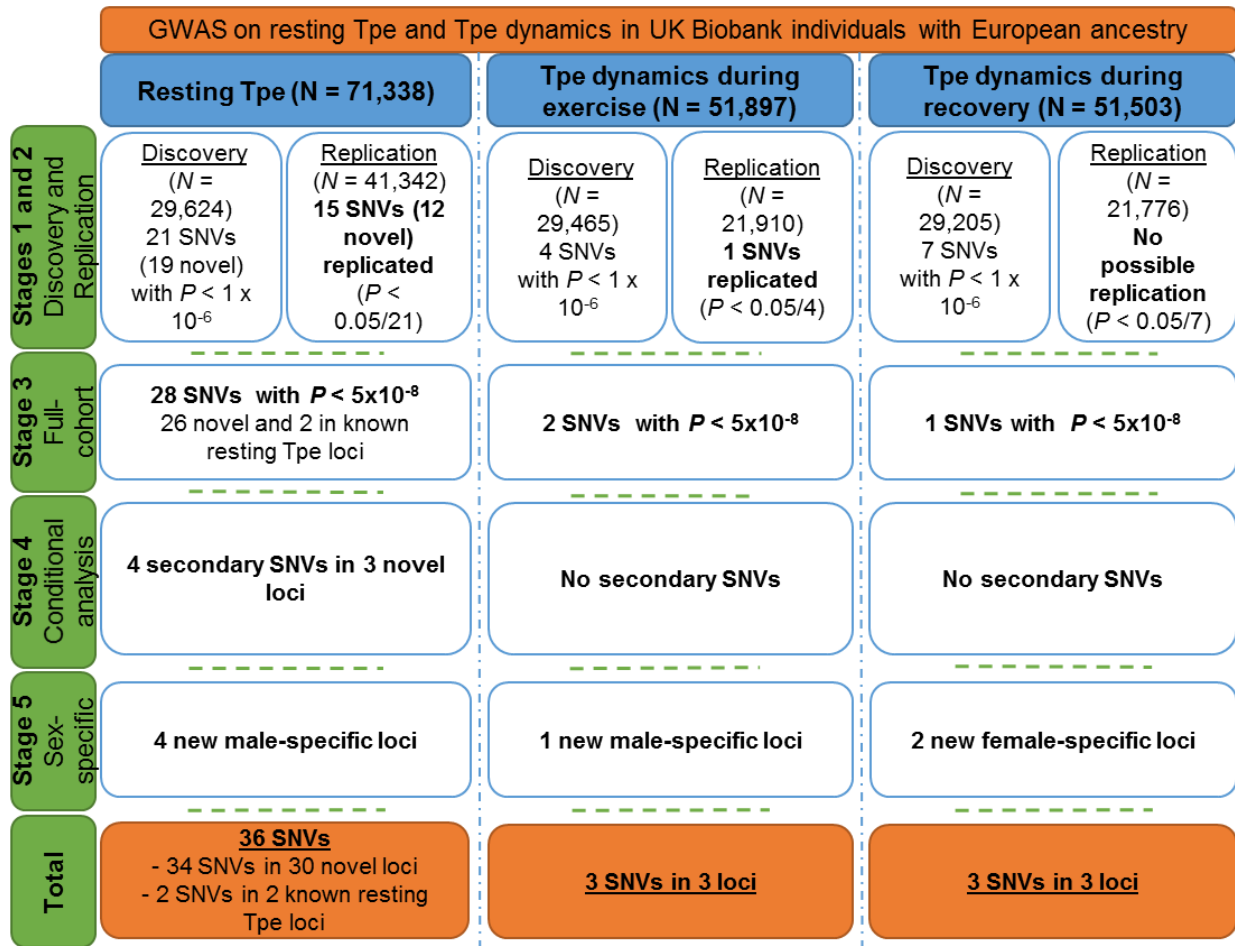 GWAS on resting Tpe and Tpe dynamics in UK Biobank individuals with European ancestry
Resting Tpe (N = 71,338)
Tpe dynamics during
exercise (N = 51,897)
Tpe dynamics during
recovery (N = 51,503)
Stages 1 and 2
Discovery and
Replication
Discovery
(N =
29,624)
21 SNVs
(19 novel)
with P < 1 x
10⁻⁶
Replication
(N = 41,342)
15 SNVs (12
novel)
replicated
(P <
0.05/21)
Discovery
(N =
29,465)
4 SNVs
with P < 1 x
10⁻⁶
Replication
(N =
21,910)
1 SNVs
replicated
(P < 0.05/4)
Discovery
(N =
29,205)
7 SNVs
with P < 1 x
10⁻⁶
Replication
(N =
21,776)
No
possible
replication
(P < 0.05/7)
Stage 3
Full-
cohort
28 SNVs with P < 5x10⁻⁸
26 novel and 2 in known
resting Tpe loci
2 SNVs with P < 5x10⁻⁸
1 SNVs with P < 5x10⁻⁸
Stage 4
Conditional
analysis
4 secondary SNVs in 3 novel
loci
No secondary SNVs
No secondary SNVs
Stage 5
Sex-
specific
4 new male-specific loci
1 new male-specific loci
2 new female-specific loci
Total
36 SNVs
- 34 SNVs in 30 novel loci
- 2 SNVs in 2 known resting
Tpe loci
3 SNVs in 3 loci
3 SNVs in 3 loci